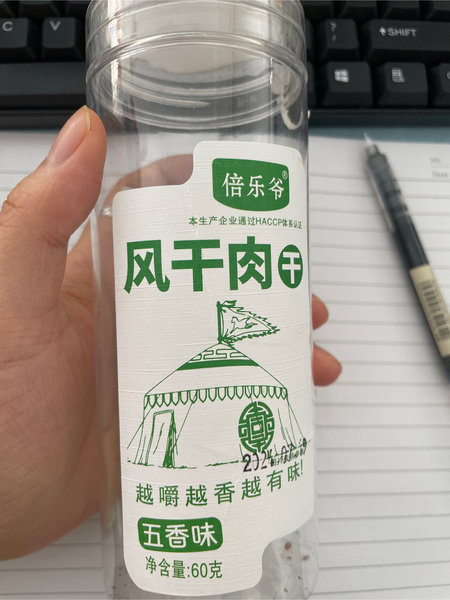 SHIFT
倍乐爷®
本生产企业通过HACCP体系认证
风干肉干
越嚼越香越有味!
五香味
净含量:60克